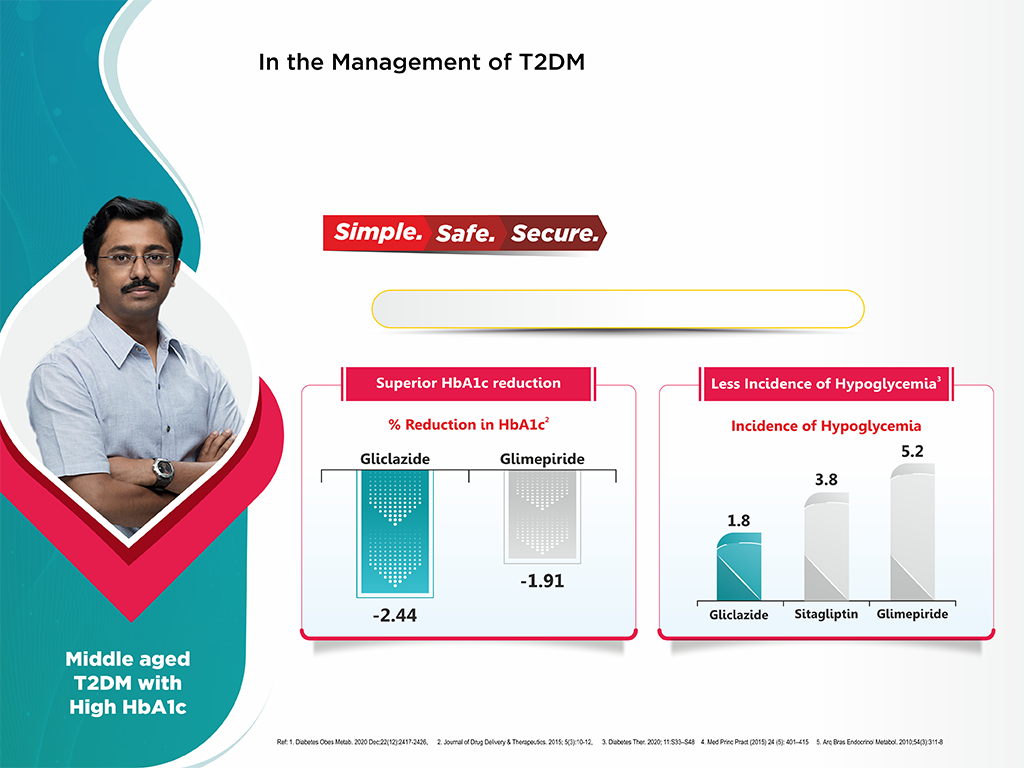 In the Management of T2DM
Simple. Safe. Secure.
Superior HbA1c reduction
% Reduction in HbA1c2
Gliclazide Glimepiride
-2.44
-1.91
Less Incidence of Hypoglycemia3
Incidence of Hypoglycemia
1.8
3.8
5.2
Gliclazide Sitagliptin Glimepiride
Middle aged
T2DM with
High HbA1c
Ref: 1. Diabetes Obes Metab. 2020 Dec;22(12):2417-2426, 2. Journal of Drug Delivery & Therapeutics. 2015; 5(3):10-12, 3. Diabetes Ther. 2020; 11:S33–S48 4. Med Princ Pract (2015) 24 (5): 401–415 5. Arq Bras Endocrinol Metabol. 2010;54(3):311-8